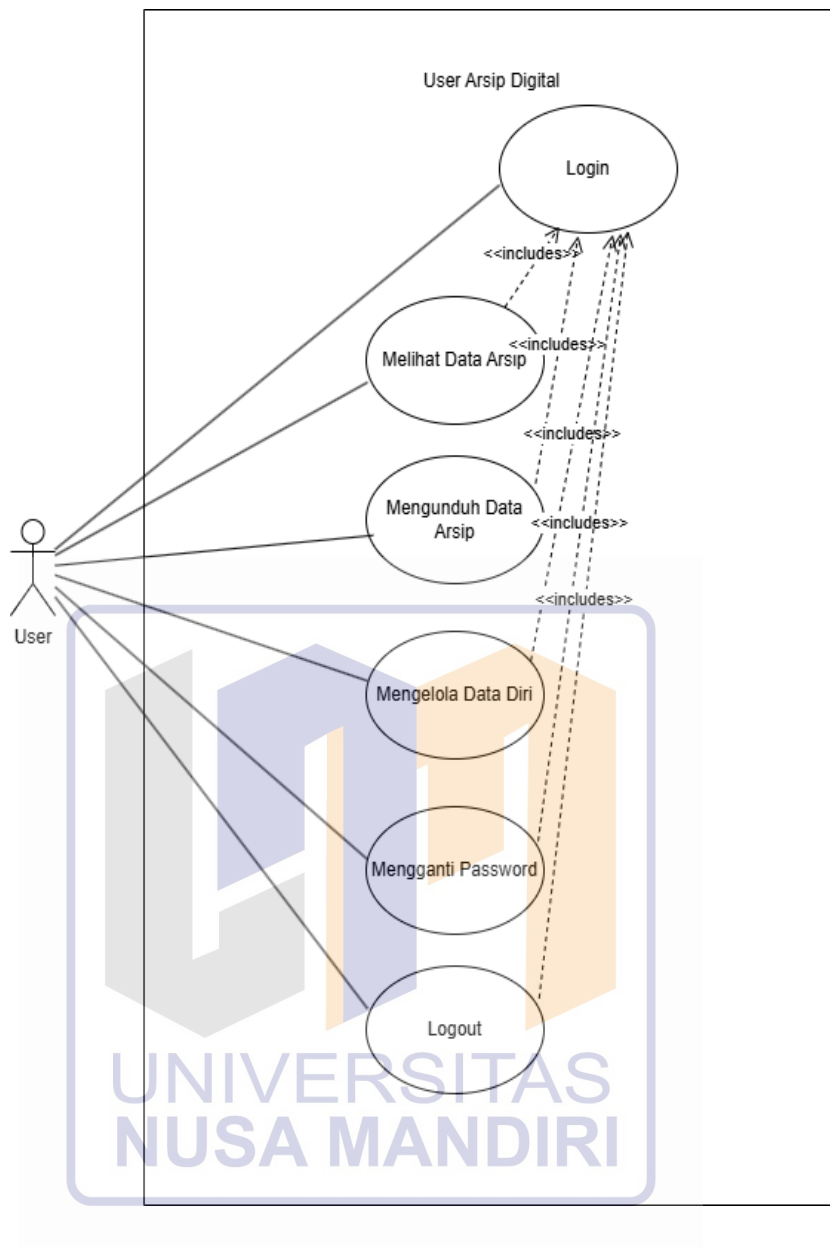 User Arsip Digital
Login
<<includes>>
Melihat Data Arsip
<<includes>>
<<includes>>
Mengunduh Data
Arsip
<<includes>>
<<includes>>
User
Mengelola Data Diri
Mengganti Password
Logout
UNIVERSITAS
NUSA MANDIRI